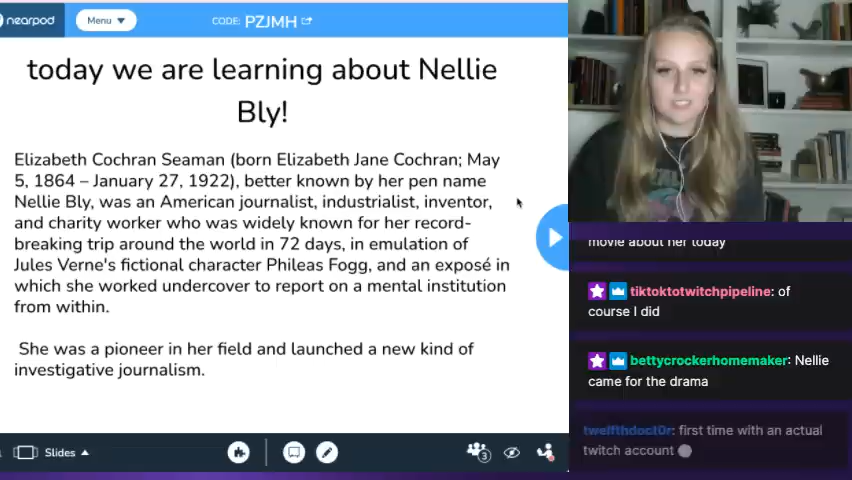 nearpod
Menu
CODE: PZJMH
today we are learning about Nellie
Bly!
Elizabeth Cochran Seaman (born Elizabeth Jane Cochran; May
5, 1864 – January 27, 1922), better known by her pen name
Nellie Bly, was an American journalist, industrialist, inventor,
and charity worker who was widely known for her record-
breaking trip around the world in 72 days, in emulation of
Jules Verne's fictional character Phileas Fogg, and an exposé in
which she worked undercover to report on a mental institution
from within.
She was a pioneer in her field and launched a new kind of
investigative journalism.
Slides
3
movie about her today
tiktoktotwitchpipeline: of
course I did
bettycrockerhomemaker: Nellie
came for the drama
twelfthdoct0r: first time with an actual
twitch account